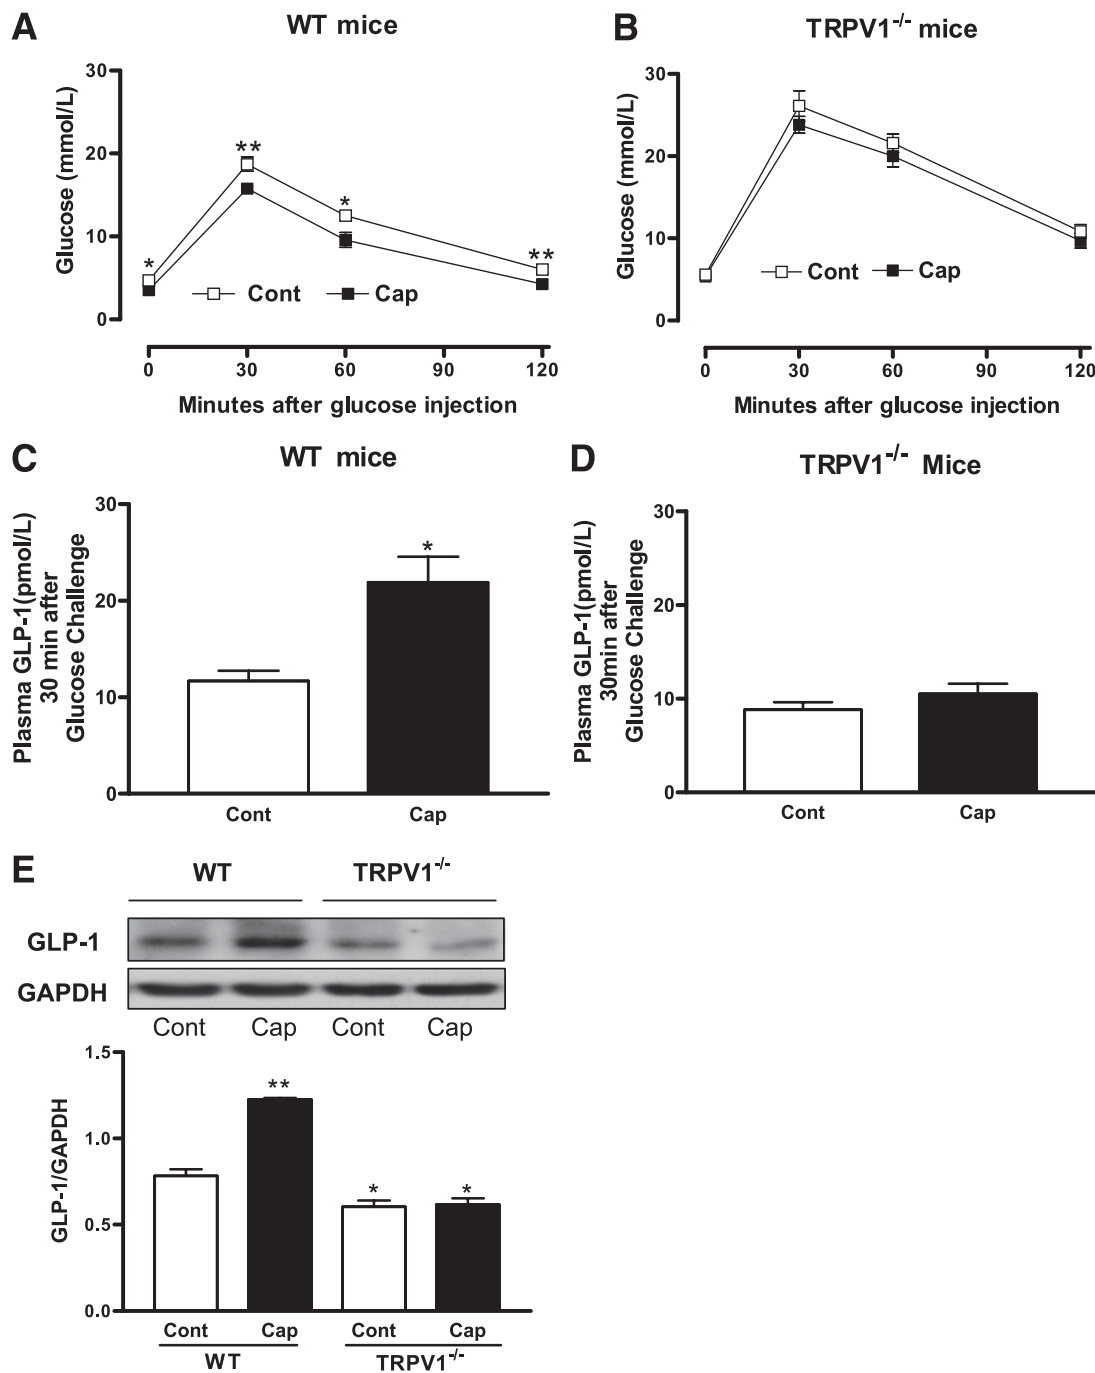 A
WT mice
Glucose (mmol/L)
30
20
10
0
*
**
*
**
Cont
Cap
0 30 60 90 120
Minutes after glucose injection
B
TRPV1-/- mice
Glucose (mmol/L)
30
20
10
0
Cont
Cap
0 30 60 90 120
Minutes after glucose injection
C
WT mice
Plasma GLP-1(pmol/L)
30 min after
Glucose Challenge
30
20
10
0
*
Cont
Cap
D
TRPV1-/- Mice
Plasma GLP-1(pmol/L)
30min after
Glucose Challenge
30
20
10
0
Cont
Cap
E
WT
TRPV1-/-
GLP-1
GAPDH
Cont Cap Cont Cap
GLP-1/GAPDH
1.5
1.0
0.5
0.0
**
*
*
Cont Cap Cont Cap
WT TRPV1-/-